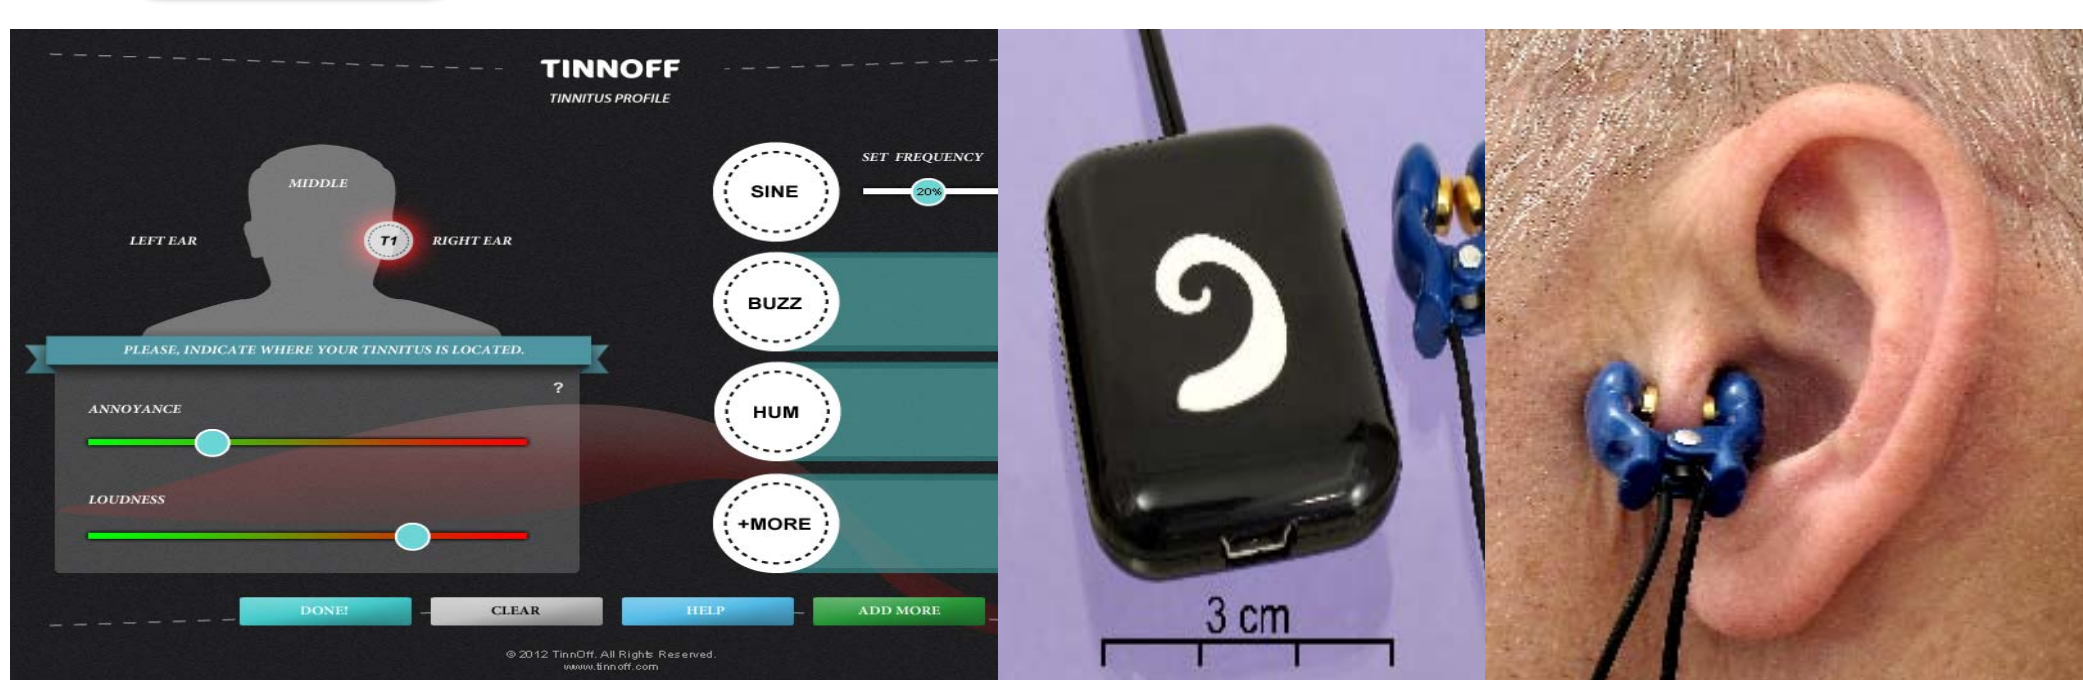 TINNOFF
TINNITUS PROFILE
MIDDLE
LEFT EAR
T1
RIGHT EAR
PLEASE, INDICATE WHERE YOUR TINNITUS IS LOCATED.
?
ANNOYANCE
LOUDNESS
SINE
SET FREQUENCY
20%
BUZZ
HUM
+MORE
DONE!
CLEAR
HELP
ADD MORE
© 2012 TinnOff. All Rights Reserved.
www.tinnoff.com
3 cm